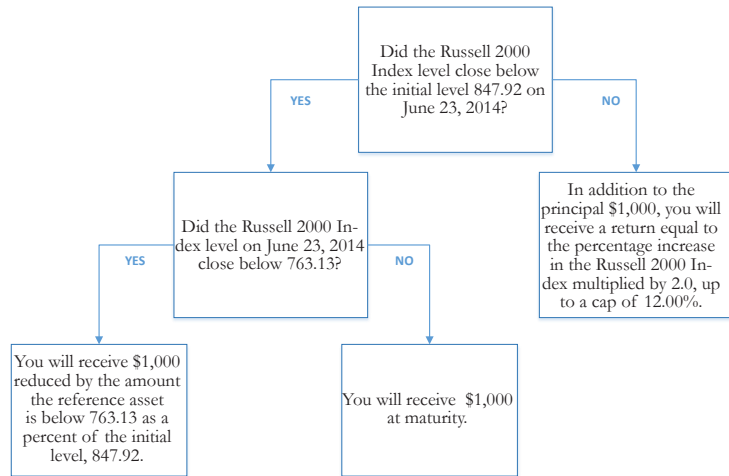 Did the Russell 2000
Index level close below
the initial level 847.92 on
June 23, 2014?
YES
NO
Did the Russell 2000 In-
dex level on June 23, 2014
close below 763.13?
In addition to the
principal $1,000, you will
receive a return equal to
the percentage increase
in the Russell 2000 In-
dex multiplied by 2.0, up
to a cap of 12.00%.
YES
NO
You will receive $1,000
reduced by the amount
the reference asset
is below 763.13 as a
percent of the initial
level, 847.92.
You will receive $1,000
at maturity.